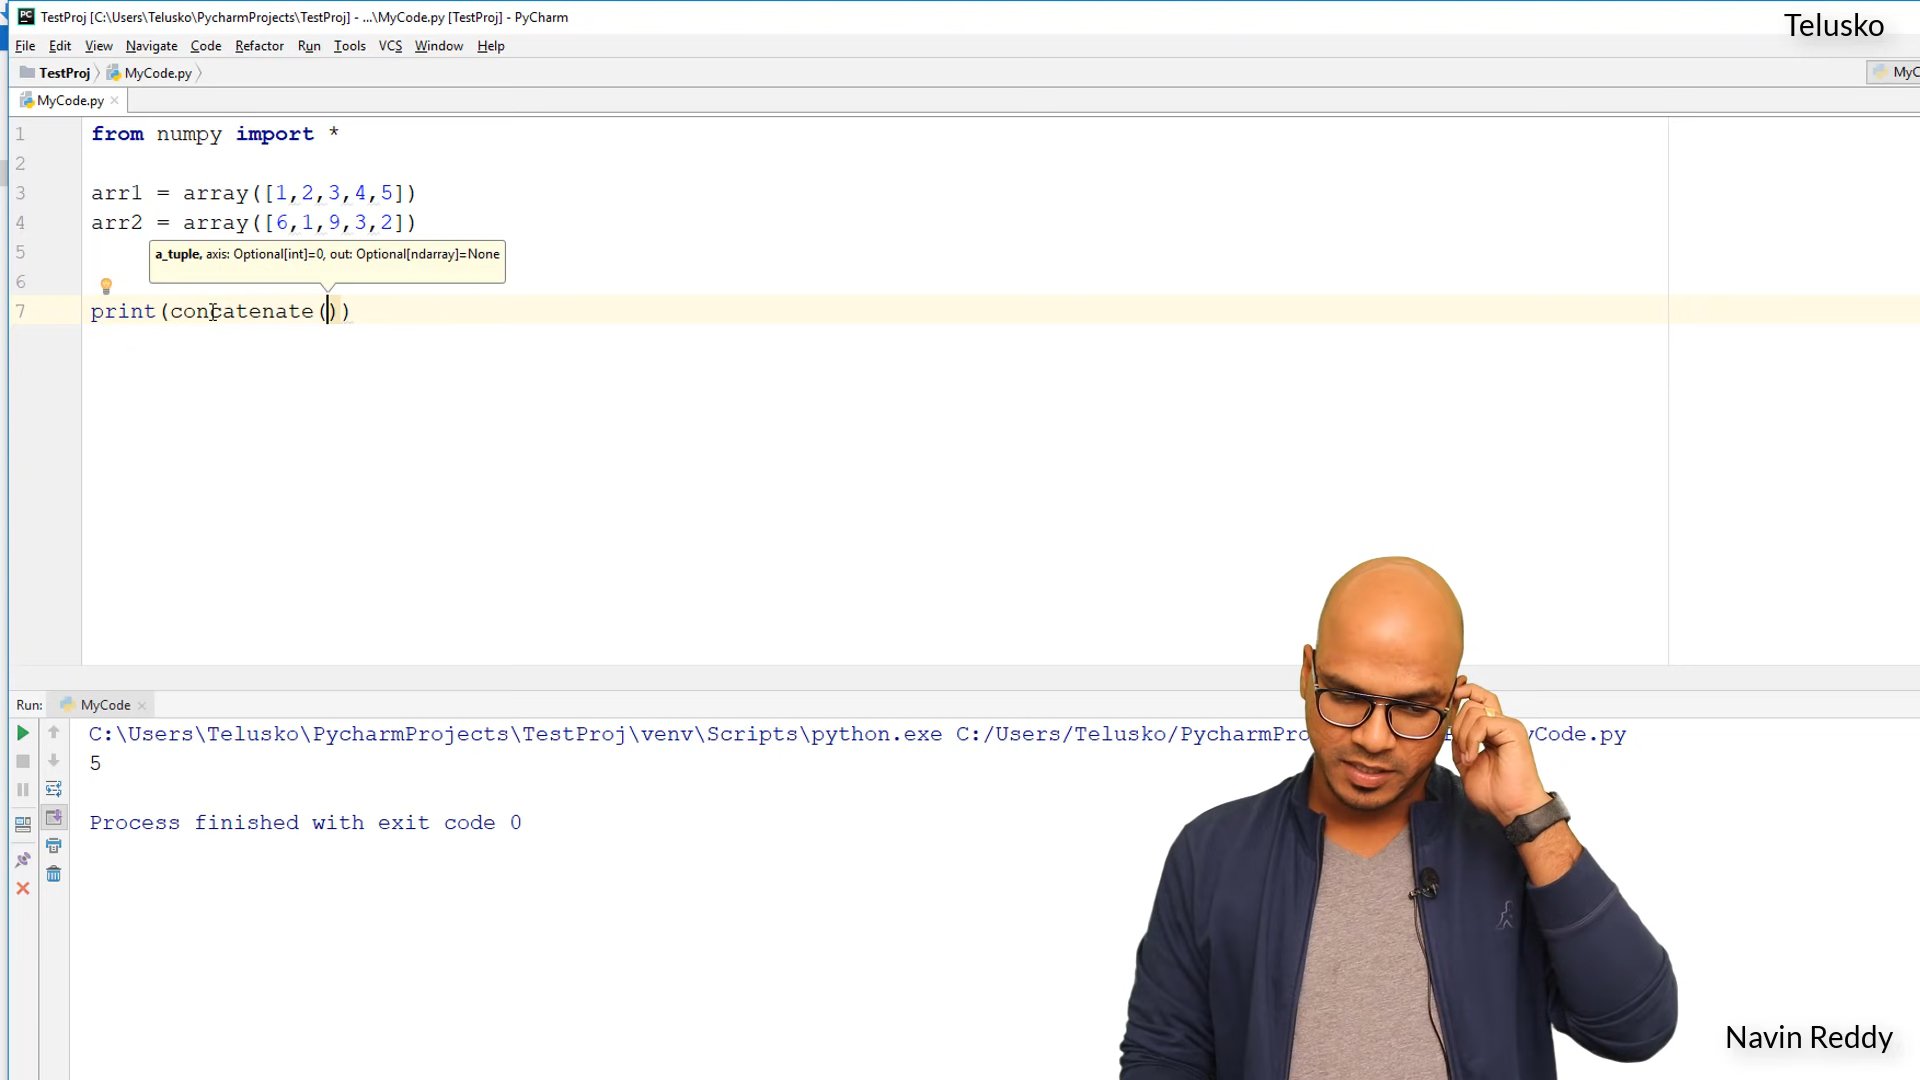 TestProj [C:\Users\Telusko\PycharmProjects\TestProj] - ...\MyCode.py [TestProj] - PyCharm
Telusko
File Edit View Navigate Code Refactor Run Tools VCS Window Help
TestProj MyCode.py
MyCode.py
1 from numpy import *
2
3 arr1 = array([1,2,3,4,5])
4 arr2 = array([6,1,9,3,2])
5
a_tuple, axis: Optional[int]=0, out: Optional[ndarray]=None
6
7 print(concatenate())
Run: MyCode
C:\Users\Telusko\PycharmProjects\TestProj\venv\Scripts\python.exe C:/Users/Telusko/PycharmPro yCode.py
5
Process finished with exit code 0
Navin Reddy